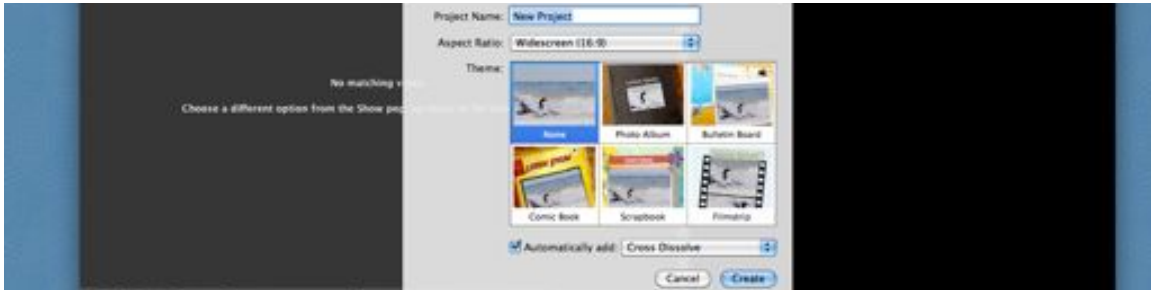 Project Name: New Project
Aspect Ratio: Widescreen (16:9)
Theme:
No matching
Choose a different option from the Show
None
Photo Album
Bulletin Board
Comic Book
Scrapbook
Filmstrip
Automatically add: Cross Dissolve
Cancel
Create